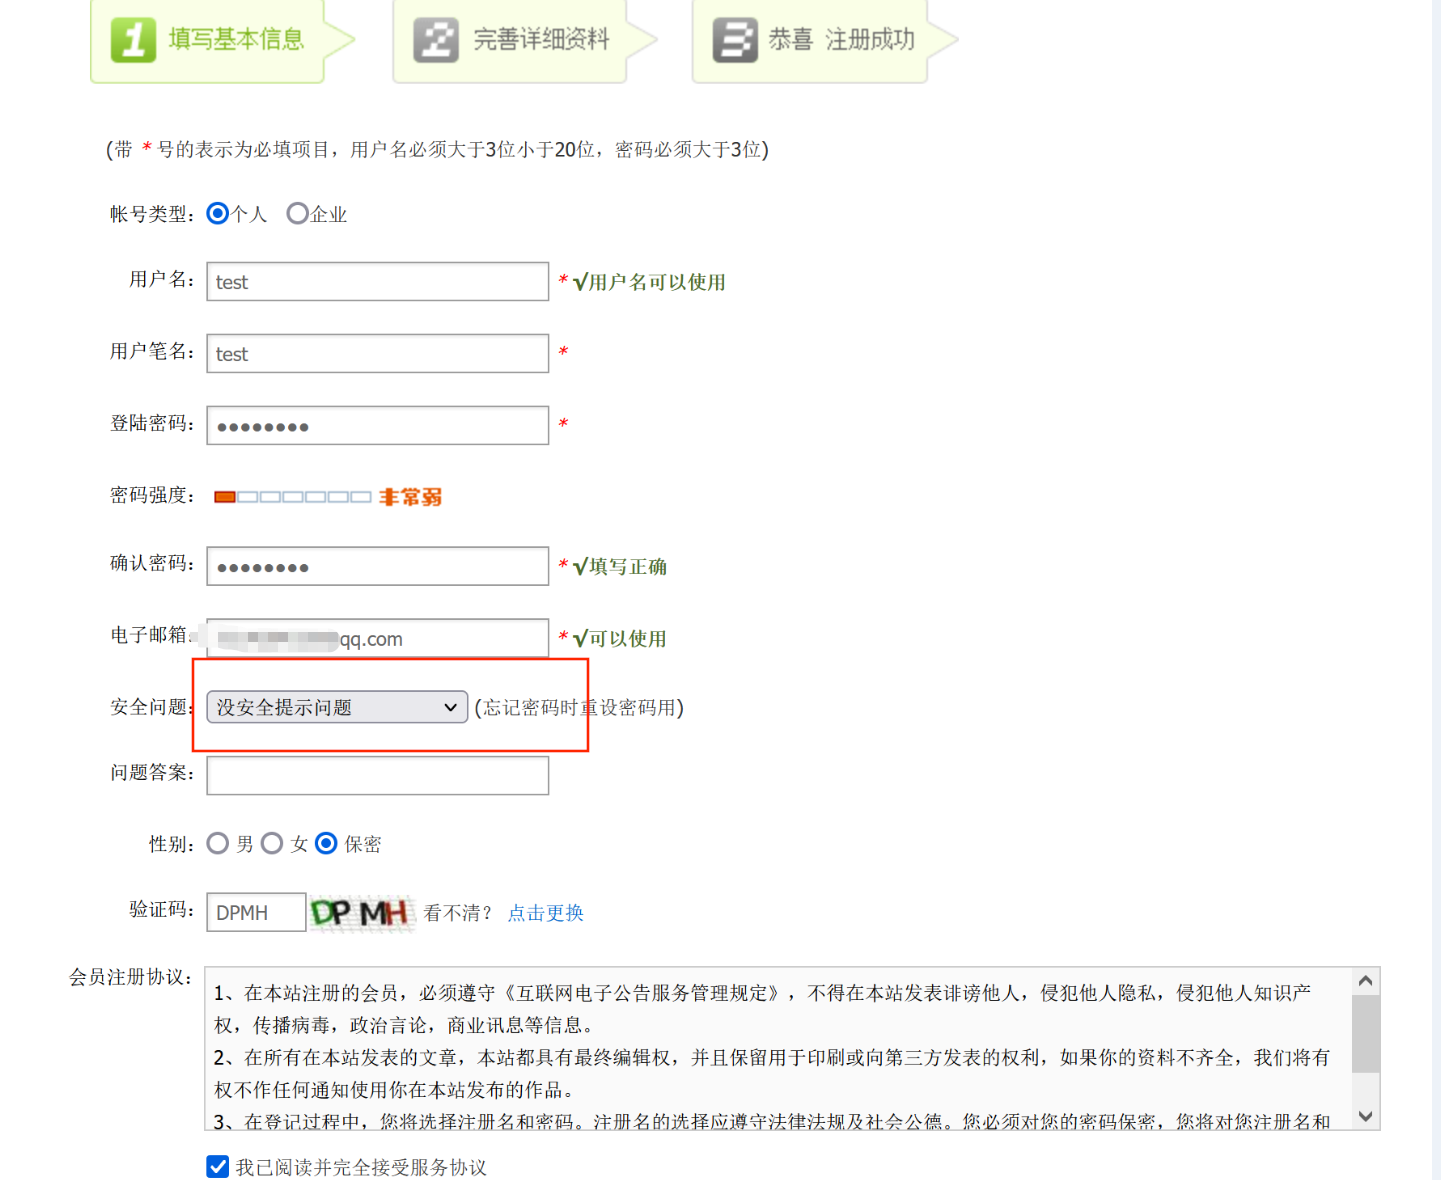 1 填写基本信息 2 完善详细资料 3 恭喜 注册成功
(带 * 号的表示为必填项目，用户名必须大于3位小于20位，密码必须大于3位)
帐号类型： 个人 企业
用户名： test * √用户名可以使用
用户笔名： test *
登陆密码： ●●●●●●●● *
密码强度： 非常弱
确认密码： ●●●●●●●● * √填写正确
电子邮箱： qq.com * √可以使用
安全问题： 没安全提示问题 (忘记密码时重设密码用)
问题答案：
性别： 男 女 保密
验证码： DPMH DPMH 看不清？ 点击更换
会员注册协议：
1、在本站注册的会员，必须遵守《互联网电子公告服务管理规定》，不得在本站发表诽谤他人，侵犯他人隐私，侵犯他人知识产
权，传播病毒，政治言论，商业讯息等信息。
2、在所有在本站发表的文章，本站都具有最终编辑权，并且保留用于印刷或向第三方发表的权利，如果你的资料不齐全，我们将有
权不作任何通知使用你在本站发布的作品。
3、在登记过程中，您将选择注册名和密码。注册名的选择应遵守法律法规及社会公德。您必须对您的密码保密，您将对您注册名和
我已阅读并完全接受服务协议